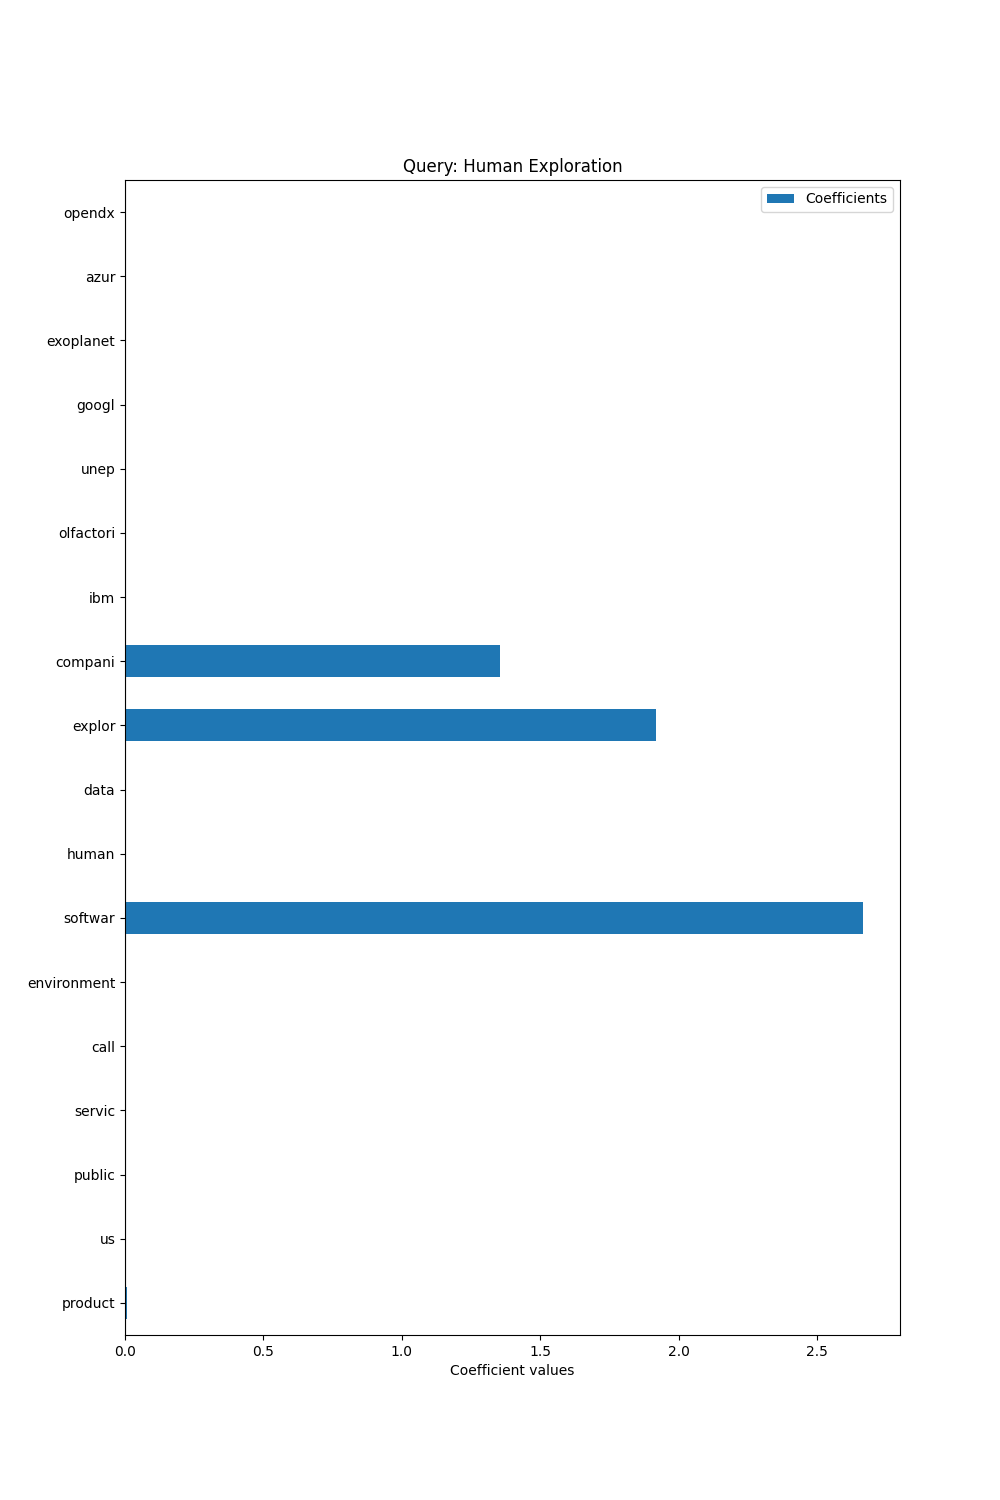 Query: Human Exploration
Coefficients
opendx
azur
exoplanet
googl
unep
olfactori
ibm
compani
explor
data
human
softwar
environment
call
servic
public
us
product
0.0 0.5 1.0 1.5 2.0 2.5
Coefficient values